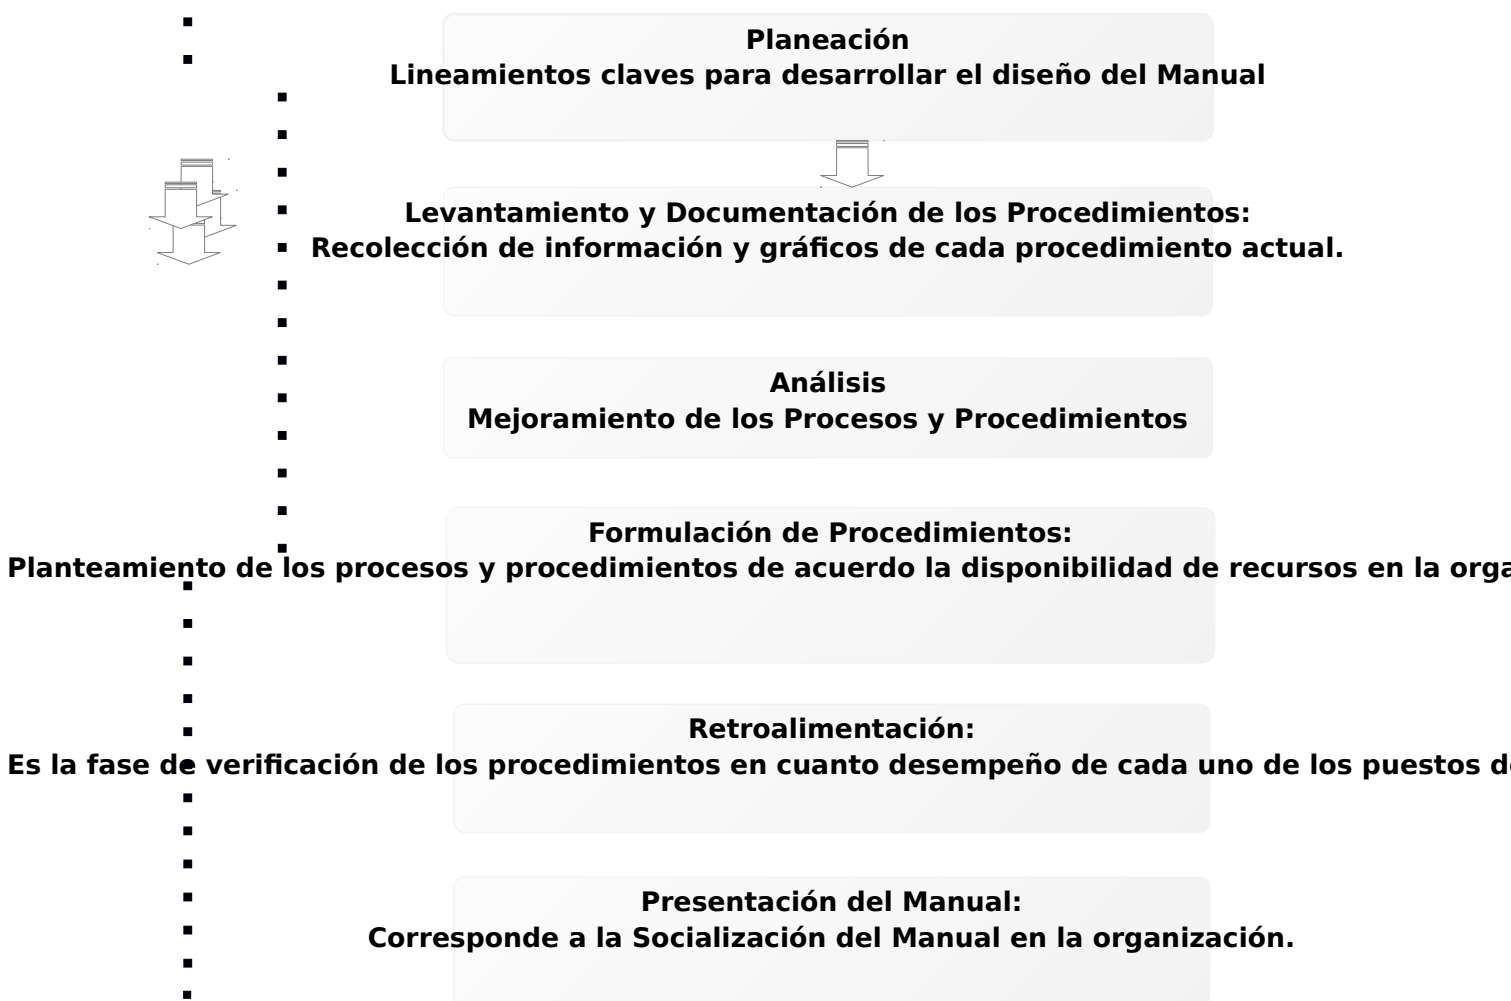 Planeación
Lineamientos claves para desarrollar el diseño del Manual
Levantamiento y Documentación de los Procedimientos:
Recolección de información y gráficos de cada procedimiento actual.
Análisis
Mejoramiento de los Procesos y Procedimientos
Formulación de Procedimientos:
Planteamiento de los procesos y procedimientos de acuerdo la disponibilidad de recursos en la
Retroalimentación:
Es la fase de verificación de los procedimientos en cuanto desempeño de cada uno de los puestos
Presentación del Manual:
Corresponde a la Socialización del Manual en la organización.